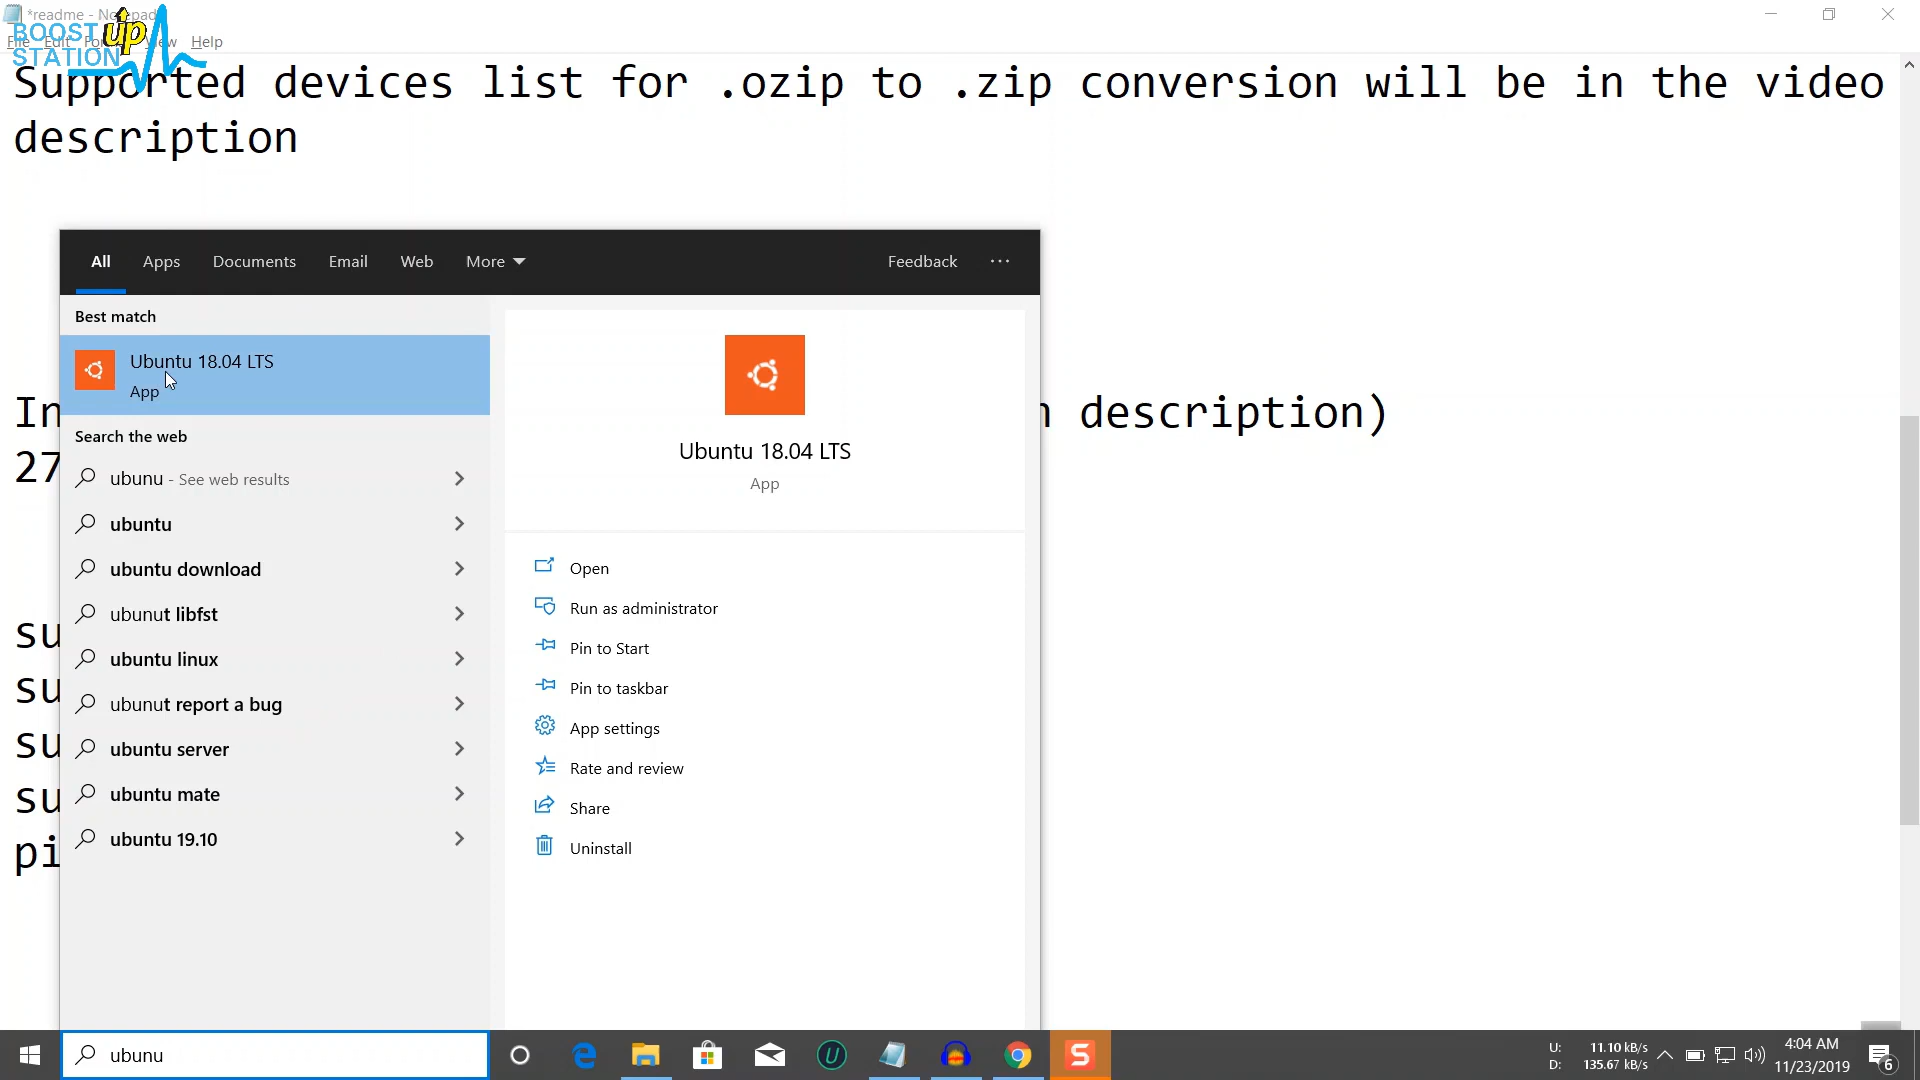 *readme - Notepad
BOOST up
STATION
File Edit View Help
Supported devices list for .ozip to .zip conversion will be in the video
description
All Apps Documents Email Web More Feedback ...
Best match
Ubuntu 18.04 LTS
App
Search the web
ubunu - See web results
ubuntu
ubuntu download
ubunut libfst
ubuntu linux
ubunut report a bug
ubuntu server
ubuntu mate
ubuntu 19.10
Ubuntu 18.04 LTS
App
Open
Run as administrator
Pin to Start
Pin to taskbar
App settings
Rate and review
Share
Uninstall
In
description)
27
su
su
su
su
pi
ubunu
U: 11.10 kB/s
D: 135.67 kB/s
4:04 AM
11/23/2019
6